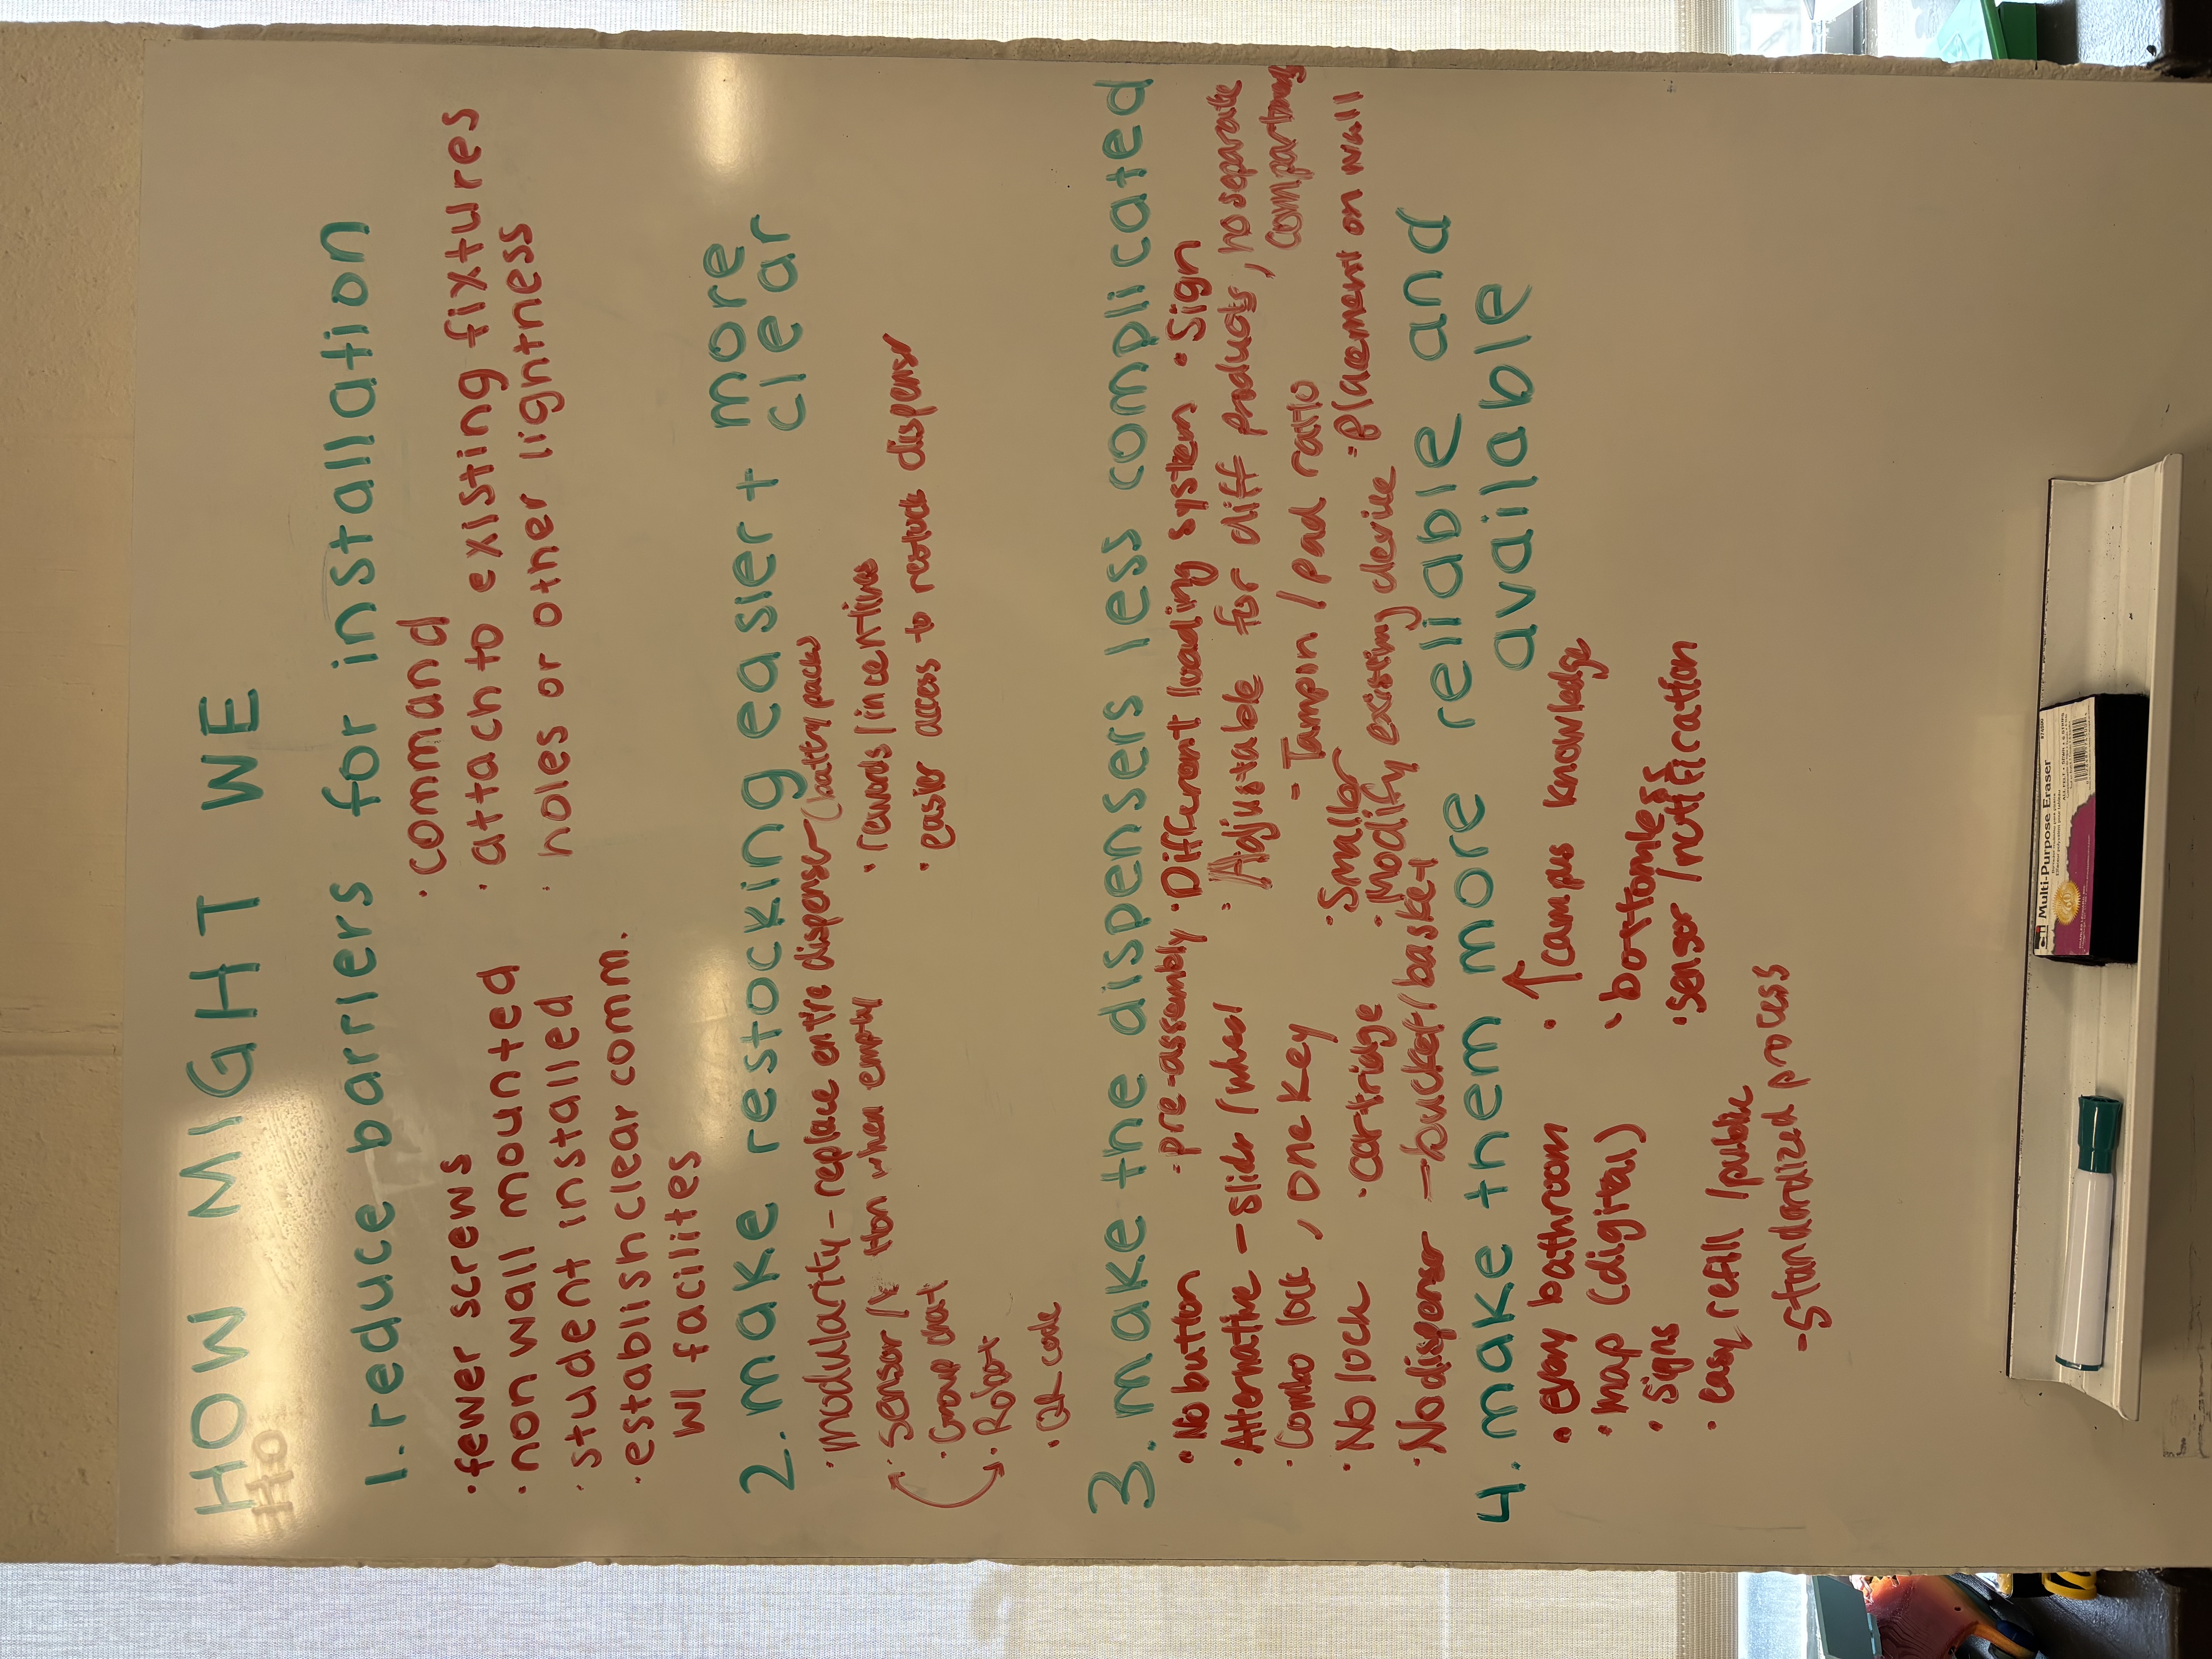 HOW MIGHT WE
Ho
1. reduce barriers for installation
· fewer screws
· non wall mounted
· student installed
· establish clear comm.
W/ facilites
· command
· attach to existing fixtures
· holes or other lightness
2. make restocking easier + more clear
· Modularity - replace entire dispenser (battry packs)
· Sensor / tton when empty
· Group chat
· Robot
· QR code
· rewards / incentives
· easier access to restock dispenser
3. make the dispensers less complicated
· No button
· Alternative - slider / wheel
· Combo lock, one key
· No lock
· No dispenser - bucket / basket
- pre-assembly
· cartridge
· Different loading system
· Sign
· Adjustable for diff products, no separate
compartments
- Tampon / pad ratio
· Smaller
· Modify existing device
· Placement on wall
4. make them more reliable and available
· Every bathroom
· Map (digital)
· Signs
· easy refill / public
- standardized process
· ↑ campus knowledge
· bottomless
· sensor / notification
Multi-Purpose Eraser